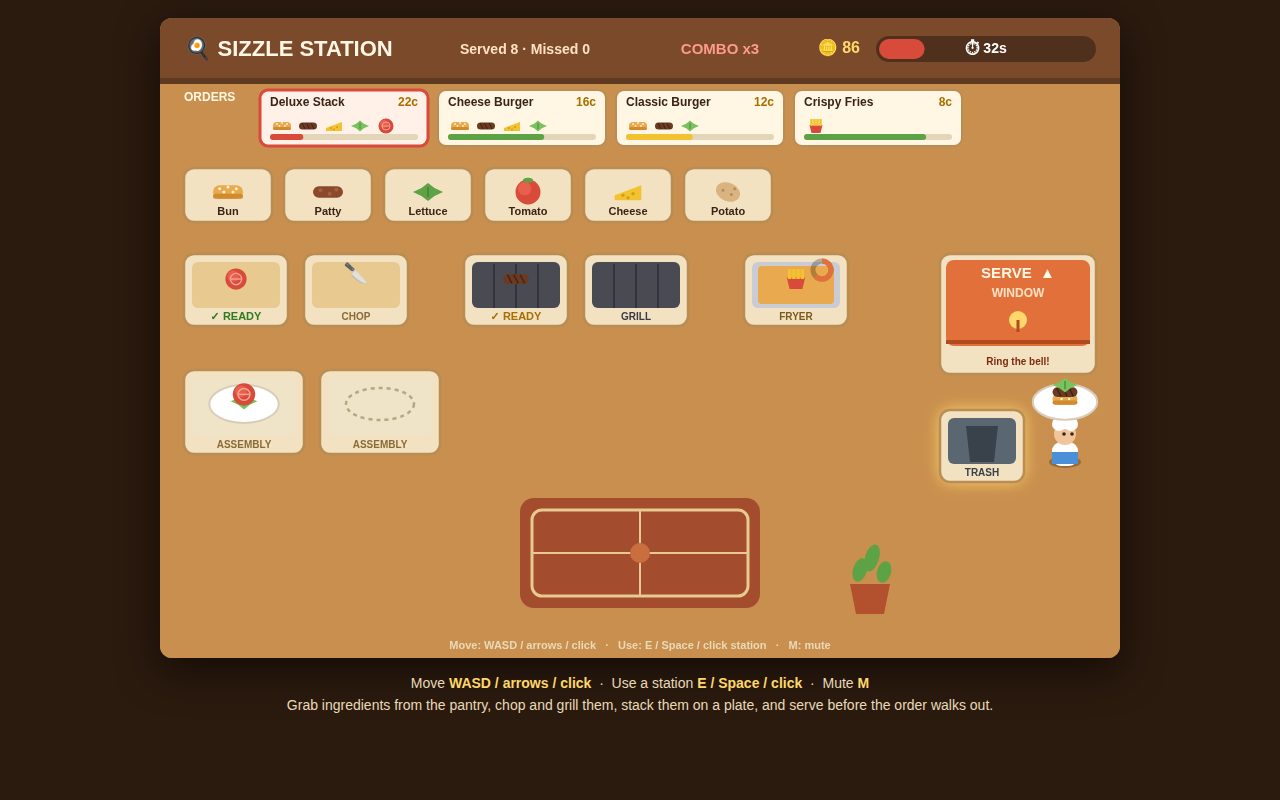 SIZZLE STATION
Served 8 · Missed 0
COMBO x3
86
32s
ORDERS
Deluxe Stack 22c
Cheese Burger 16c
Classic Burger 12c
Crispy Fries 8c
Bun
Patty
Lettuce
Tomato
Cheese
Potato
✓ READY
CHOP
✓ READY
GRILL
FRYER
SERVE ▲
WINDOW
Ring the bell!
ASSEMBLY
ASSEMBLY
TRASH
Move: WASD / arrows / click · Use: E / Space / click station · M: mute
Move WASD / arrows / click · Use a station E / Space / click · Mute M
Grab ingredients from the pantry, chop and grill them, stack them on a plate, and serve before the order walks out.